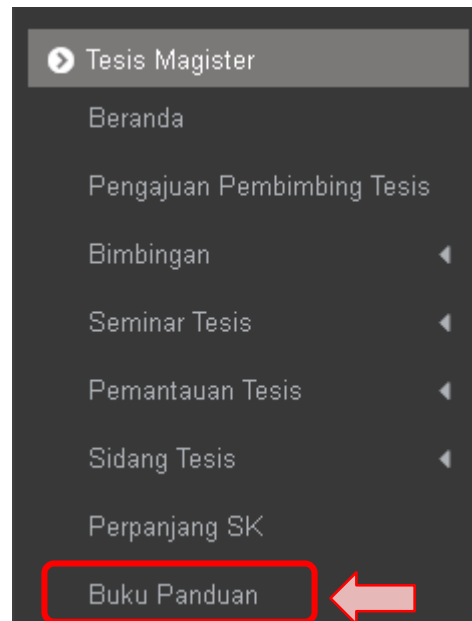 Tesis Magister
Beranda
Pengajuan Pembimbing Tesis
Bimbingan
Seminar Tesis
Pemantauan Tesis
Sidang Tesis
Perpanjang SK
Buku Panduan